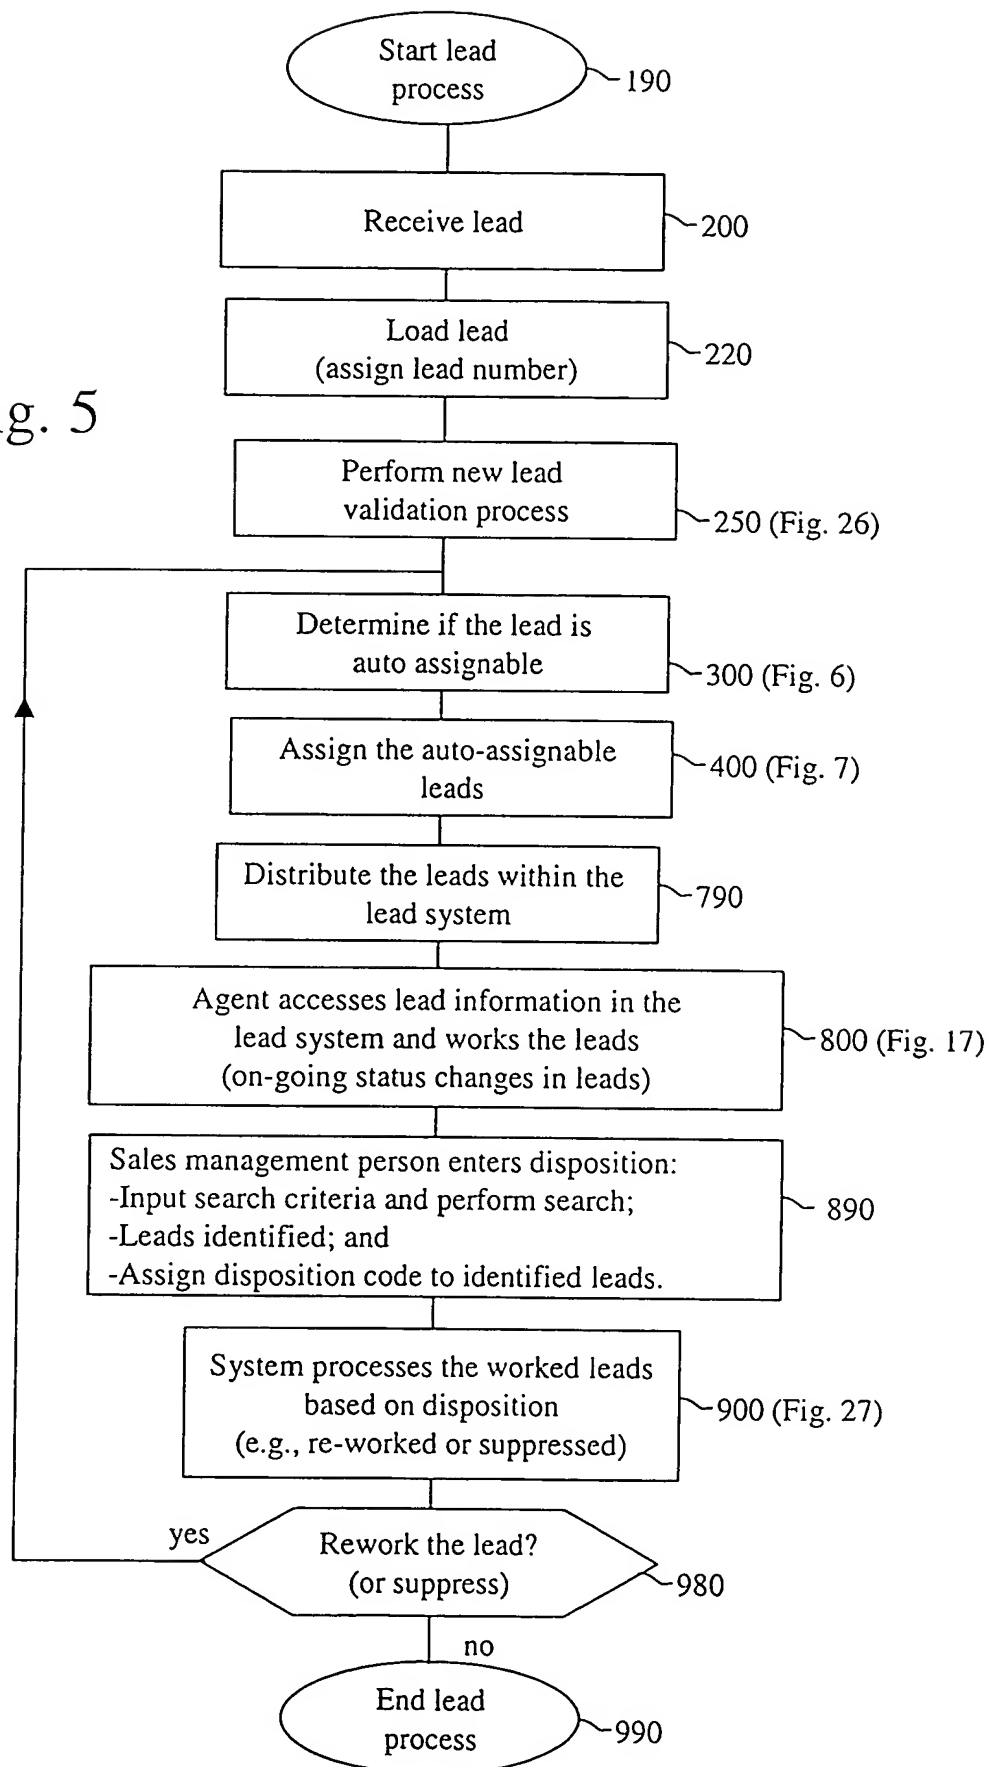 Start lead
process
190
Receive lead
200
Load lead
(assign lead number)
220
g. 5
Perform new lead
validation process
250 (Fig. 26)
Determine if the lead is
auto assignable
300 (Fig. 6)
Assign the auto-assignable
leads
400 (Fig. 7)
Distribute the leads within the
lead system
790
Agent accesses lead information in the
lead system and works the leads
(on-going status changes in leads)
800 (Fig. 17)
Sales management person enters disposition:
-Input search criteria and perform search;
-Leads identified; and
-Assign disposition code to identified leads.
890
System processes the worked leads
based on disposition
(e.g., re-worked or suppressed)
900 (Fig. 27)
yes
Rework the lead?
(or suppress)
980
no
End lead
process
990